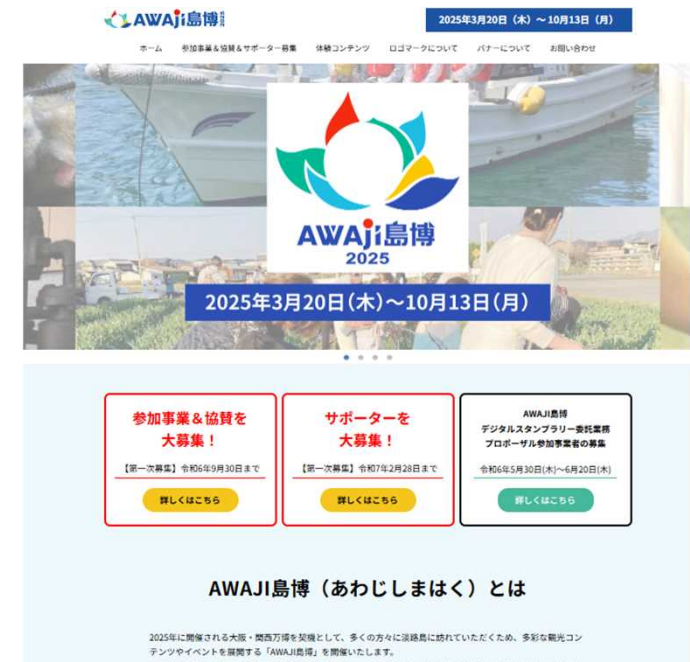 AWAji島博 2025
2025年3月20日（木）～10月13日（月）
ホーム 参加事業＆協賛＆サポーター募集 体験コンテンツ ロゴマークについて バナーについて お問い合わせ
AWAji島博
2025
2025年3月20日(木)～10月13日(月)
参加事業＆協賛を
大募集！
【第一次募集】令和6年9月30日まで
詳しくはこちら
サポーターを
大募集！
【第一次募集】令和7年2月28日まで
詳しくはこちら
AWAJI島博
デジタルスタンプラリー委託業務
プロポーザル参加事業者の募集
令和6年5月30日(木)～6月20日(木)
詳しくはこちら
AWAJI島博（あわじしまはく）とは
2025年に開催される大阪・関西万博を契機として、多くの方々に淡路島に訪れていただくため、多彩な観光コン
テンツやイベントを展開する「AWAJI島博」を開催いたします。